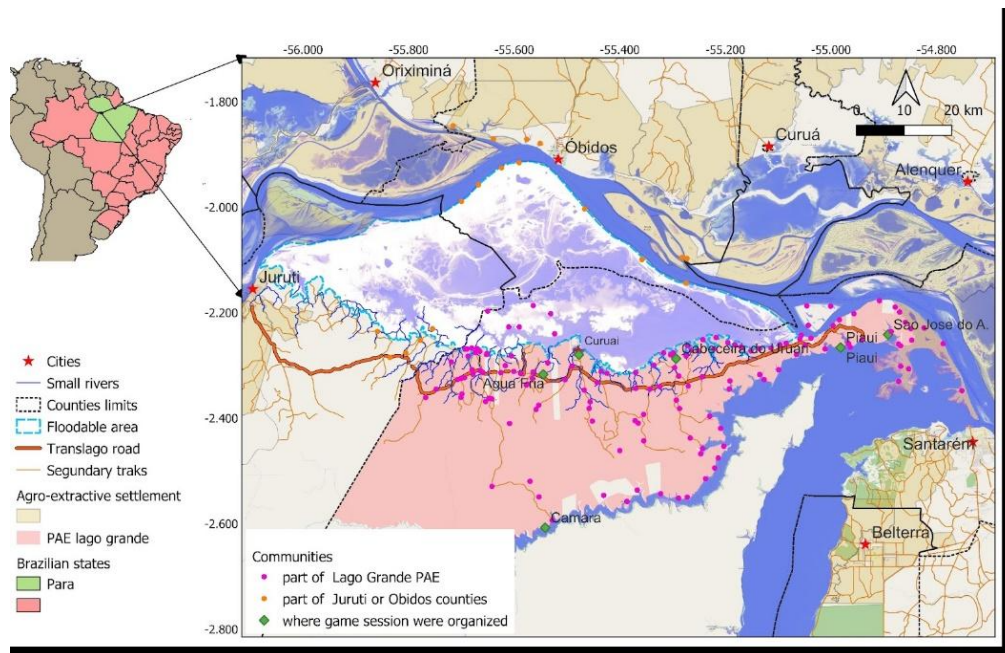 -56.000 -55.800 -55.600 -55.400 -55.200 -55.000 -54.800
Oriximiná
-1.800
0 10 20 km
Óbidos
Curuá
Alenquer
-2.000
Juruti
-2.200
Curuai
Cabeceira do Uruari
Piaui
Sao Jose do A.
Piaui
Agua Fria
-2.400
Santarém
-2.600
Camara
Belterra
-2.800
Cities
Small rivers
Counties limits
Floodable area
Translago road
Segundary traks
Agro-extractive settlement
PAE lago grande
Brazilian states
Para
Communities
part of Lago Grande PAE
part of Juruti or Obidos counties
where game session were organized